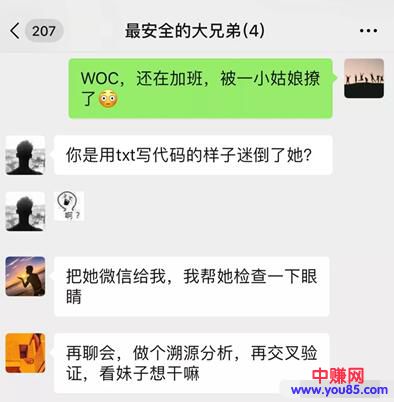 207
最安全的大兄弟(4)
WOC，还在加班，被一小姑娘撩
了
你是用txt写代码的样子迷倒了她?
啊?
把她微信给我，我帮她检查一下眼
睛
再聊会，做个溯源分析，再交叉验
证，看妹子想干嘛
中赚网
www.you85.com